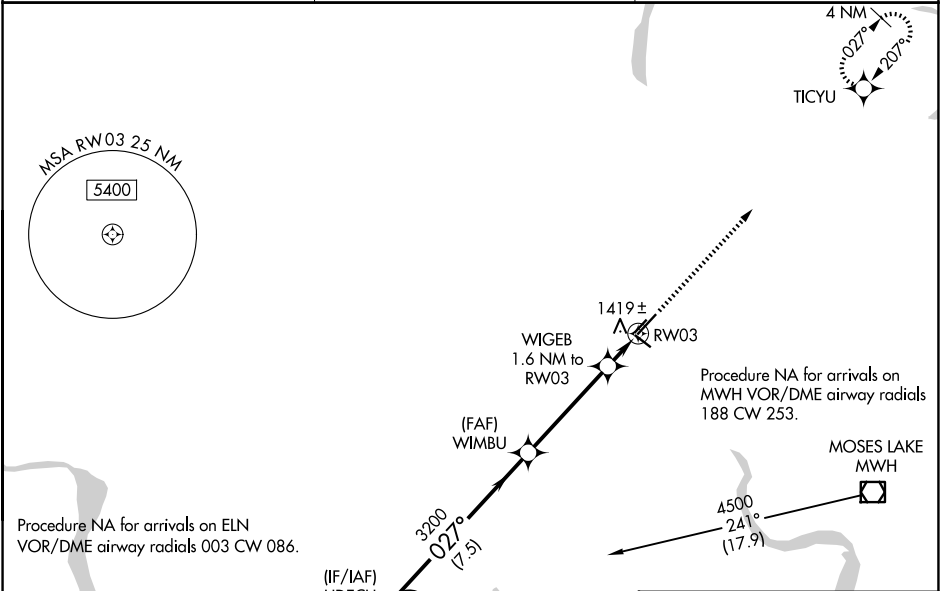 4 NM
027°
207°
TICYU
MSA RW03 25 NM
5400
1419±
RW03
WIGEB
1.6 NM to
RW03
Procedure NA for arrivals on
MWH VOR/DME airway radials
188 CW 253.
(FAF)
WIMBU
MOSES LAKE
MWH
4500
241°
(17.9)
3200
027°
(7.5)
Procedure NA for arrivals on ELN
VOR/DME airway radials 003 CW 086.
(IF/IAF)